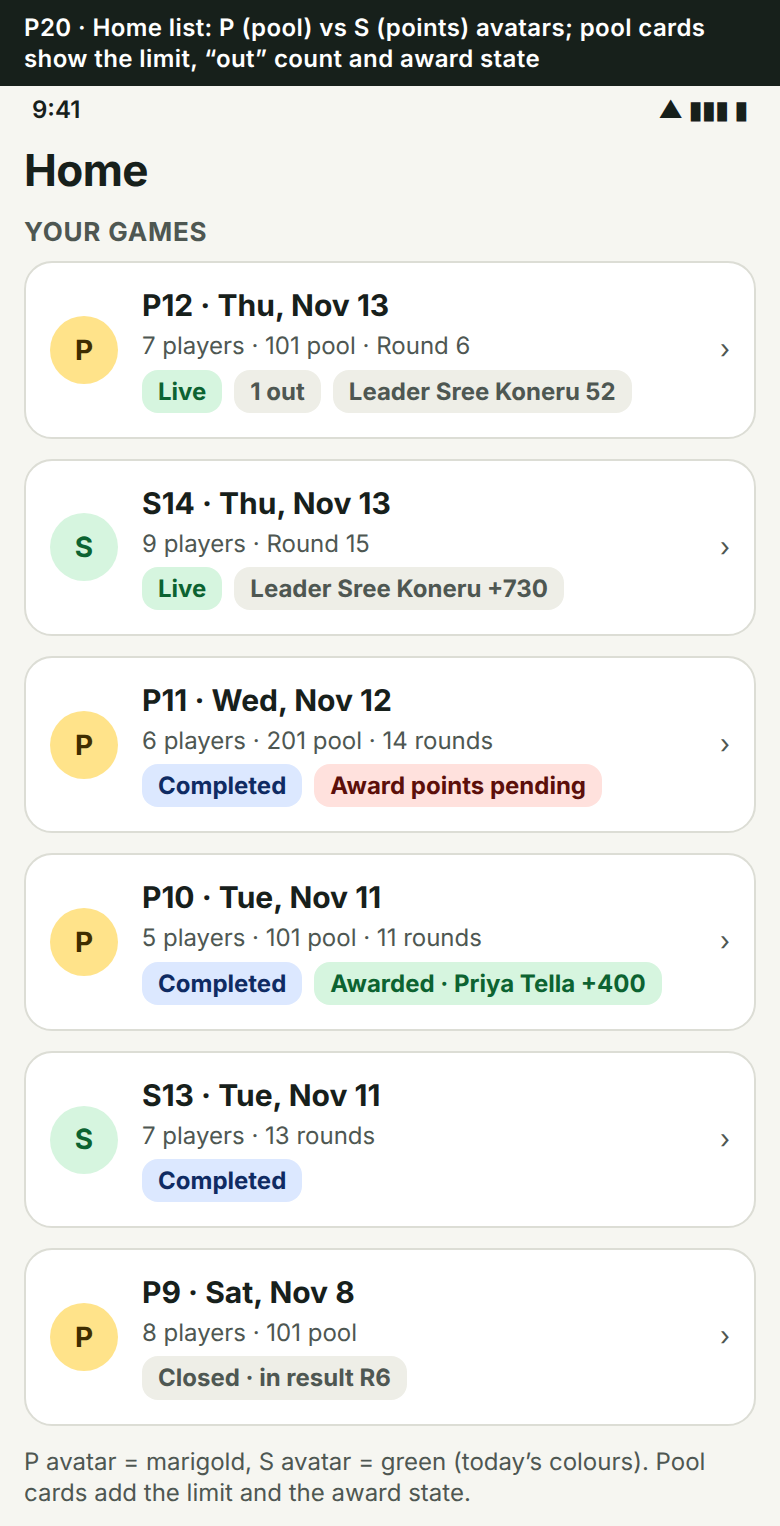 P20 · Home list: P (pool) vs S (points) avatars; pool cards
show the limit, “out” count and award state
9:41
Home
YOUR GAMES
P
P12 · Thu, Nov 13
7 players · 101 pool · Round 6
Live
1 out
Leader Sree Koneru 52
›
S
S14 · Thu, Nov 13
9 players · Round 15
Live
Leader Sree Koneru +730
›
P
P11 · Wed, Nov 12
6 players · 201 pool · 14 rounds
Completed
Award points pending
›
P
P10 · Tue, Nov 11
5 players · 101 pool · 11 rounds
Completed
Awarded · Priya Tella +400
›
S
S13 · Tue, Nov 11
7 players · 13 rounds
Completed
›
P
P9 · Sat, Nov 8
8 players · 101 pool
Closed · in result R6
›
P avatar = marigold, S avatar = green (today’s colours). Pool
cards add the limit and the award state.